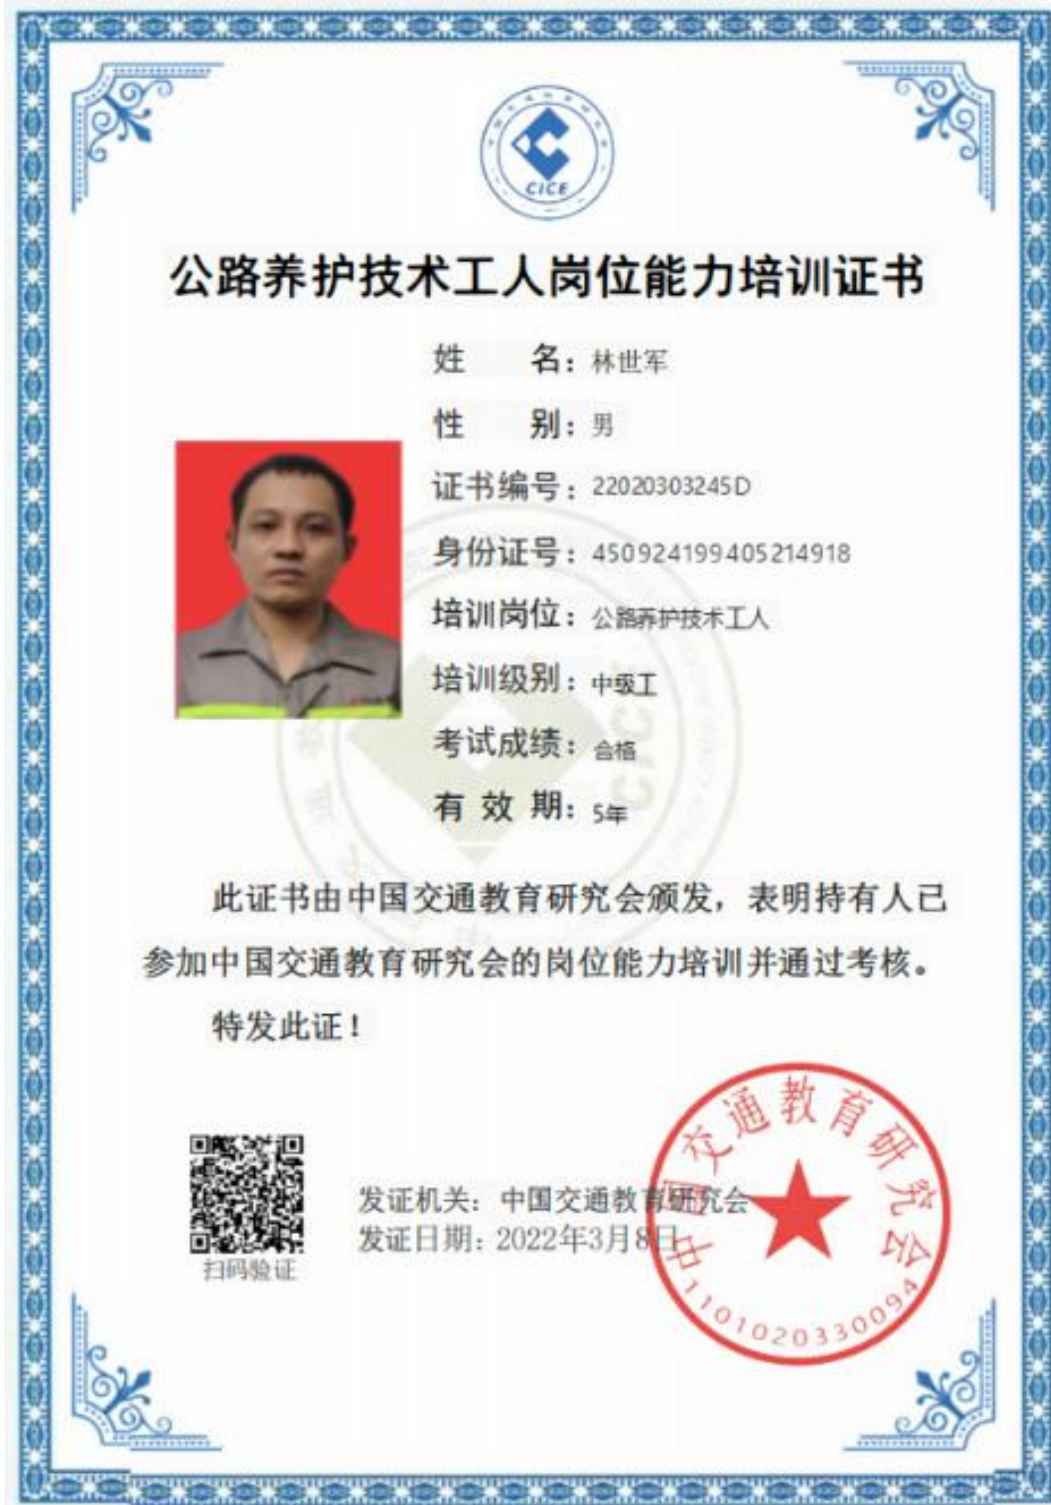 CICE
公路养护技术工人岗位能力培训证书
姓 名：林世军
性 别：男
证书编号：22020303245D
身份证号：450924199405214918
培训岗位：公路养护技术工人
培训级别：中级工
考试成绩：合格
有 效 期：5年
此证书由中国交通教育研究会颁发，表明持有人已
参加中国交通教育研究会的岗位能力培训并通过考核。
特发此证！
扫码验证
发证机关：中国交通教育研究会
发证日期：2022年3月8日
中国交通教育研究会
1101020330094